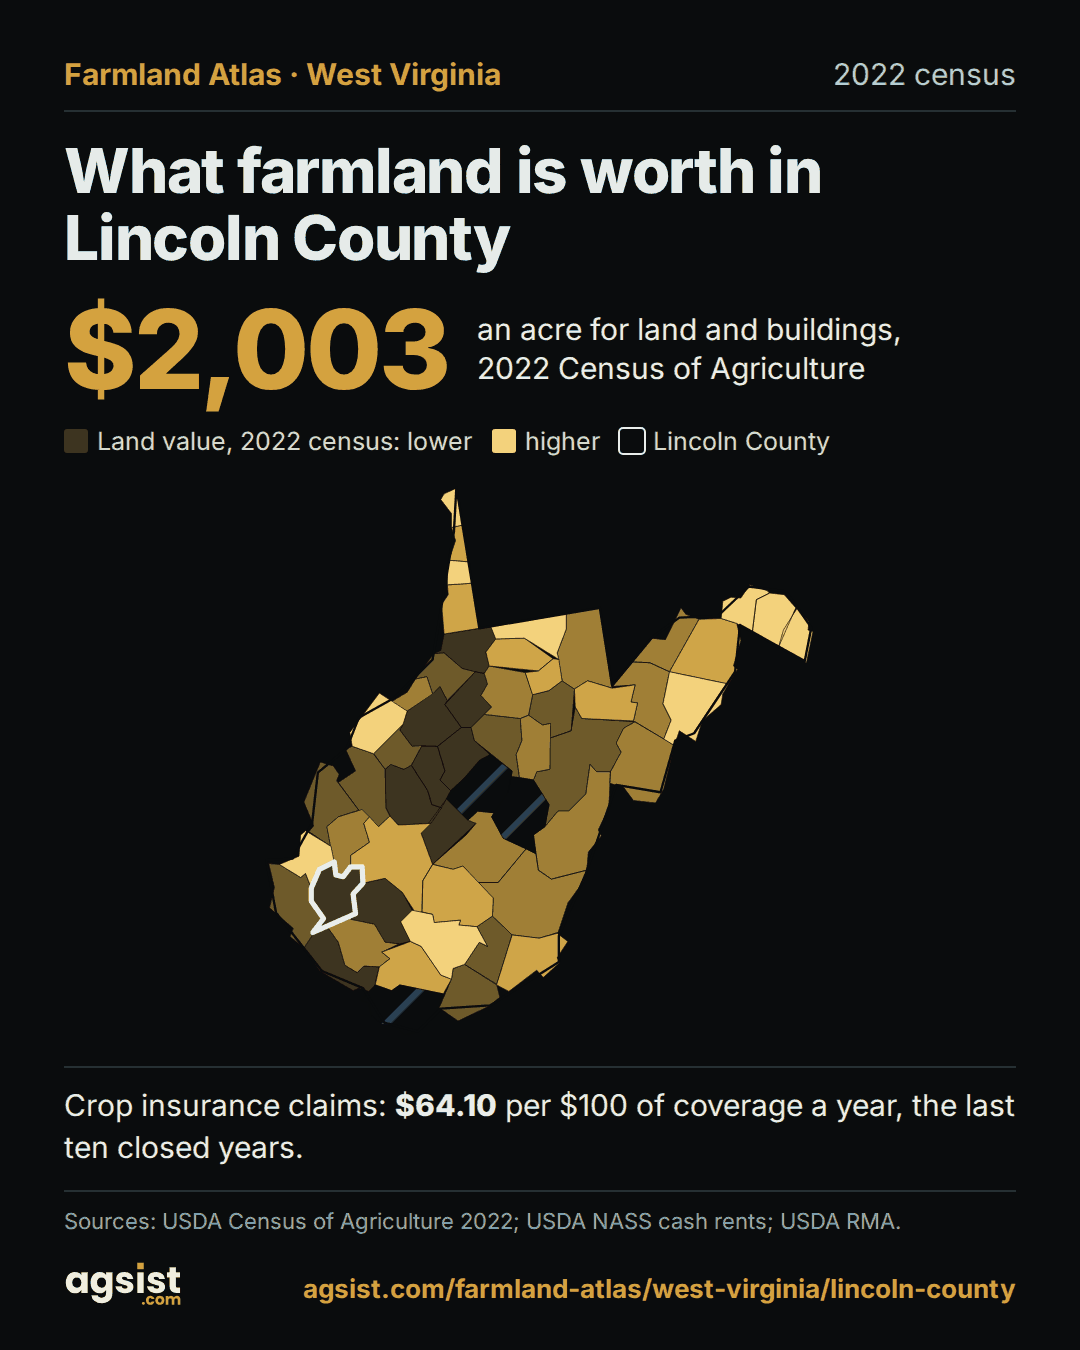 Farmland Atlas · West Virginia
2022 census
What farmland is worth in
Lincoln County
$2,003
an acre for land and buildings,
2022 Census of Agriculture
Land value, 2022 census: lower
higher
Lincoln County
Crop insurance claims: $64.10 per $100 of coverage a year, the last
ten closed years.
Sources: USDA Census of Agriculture 2022; USDA NASS cash rents; USDA RMA.
agsist
.com
agsist.com/farmland-atlas/west-virginia/lincoln-county